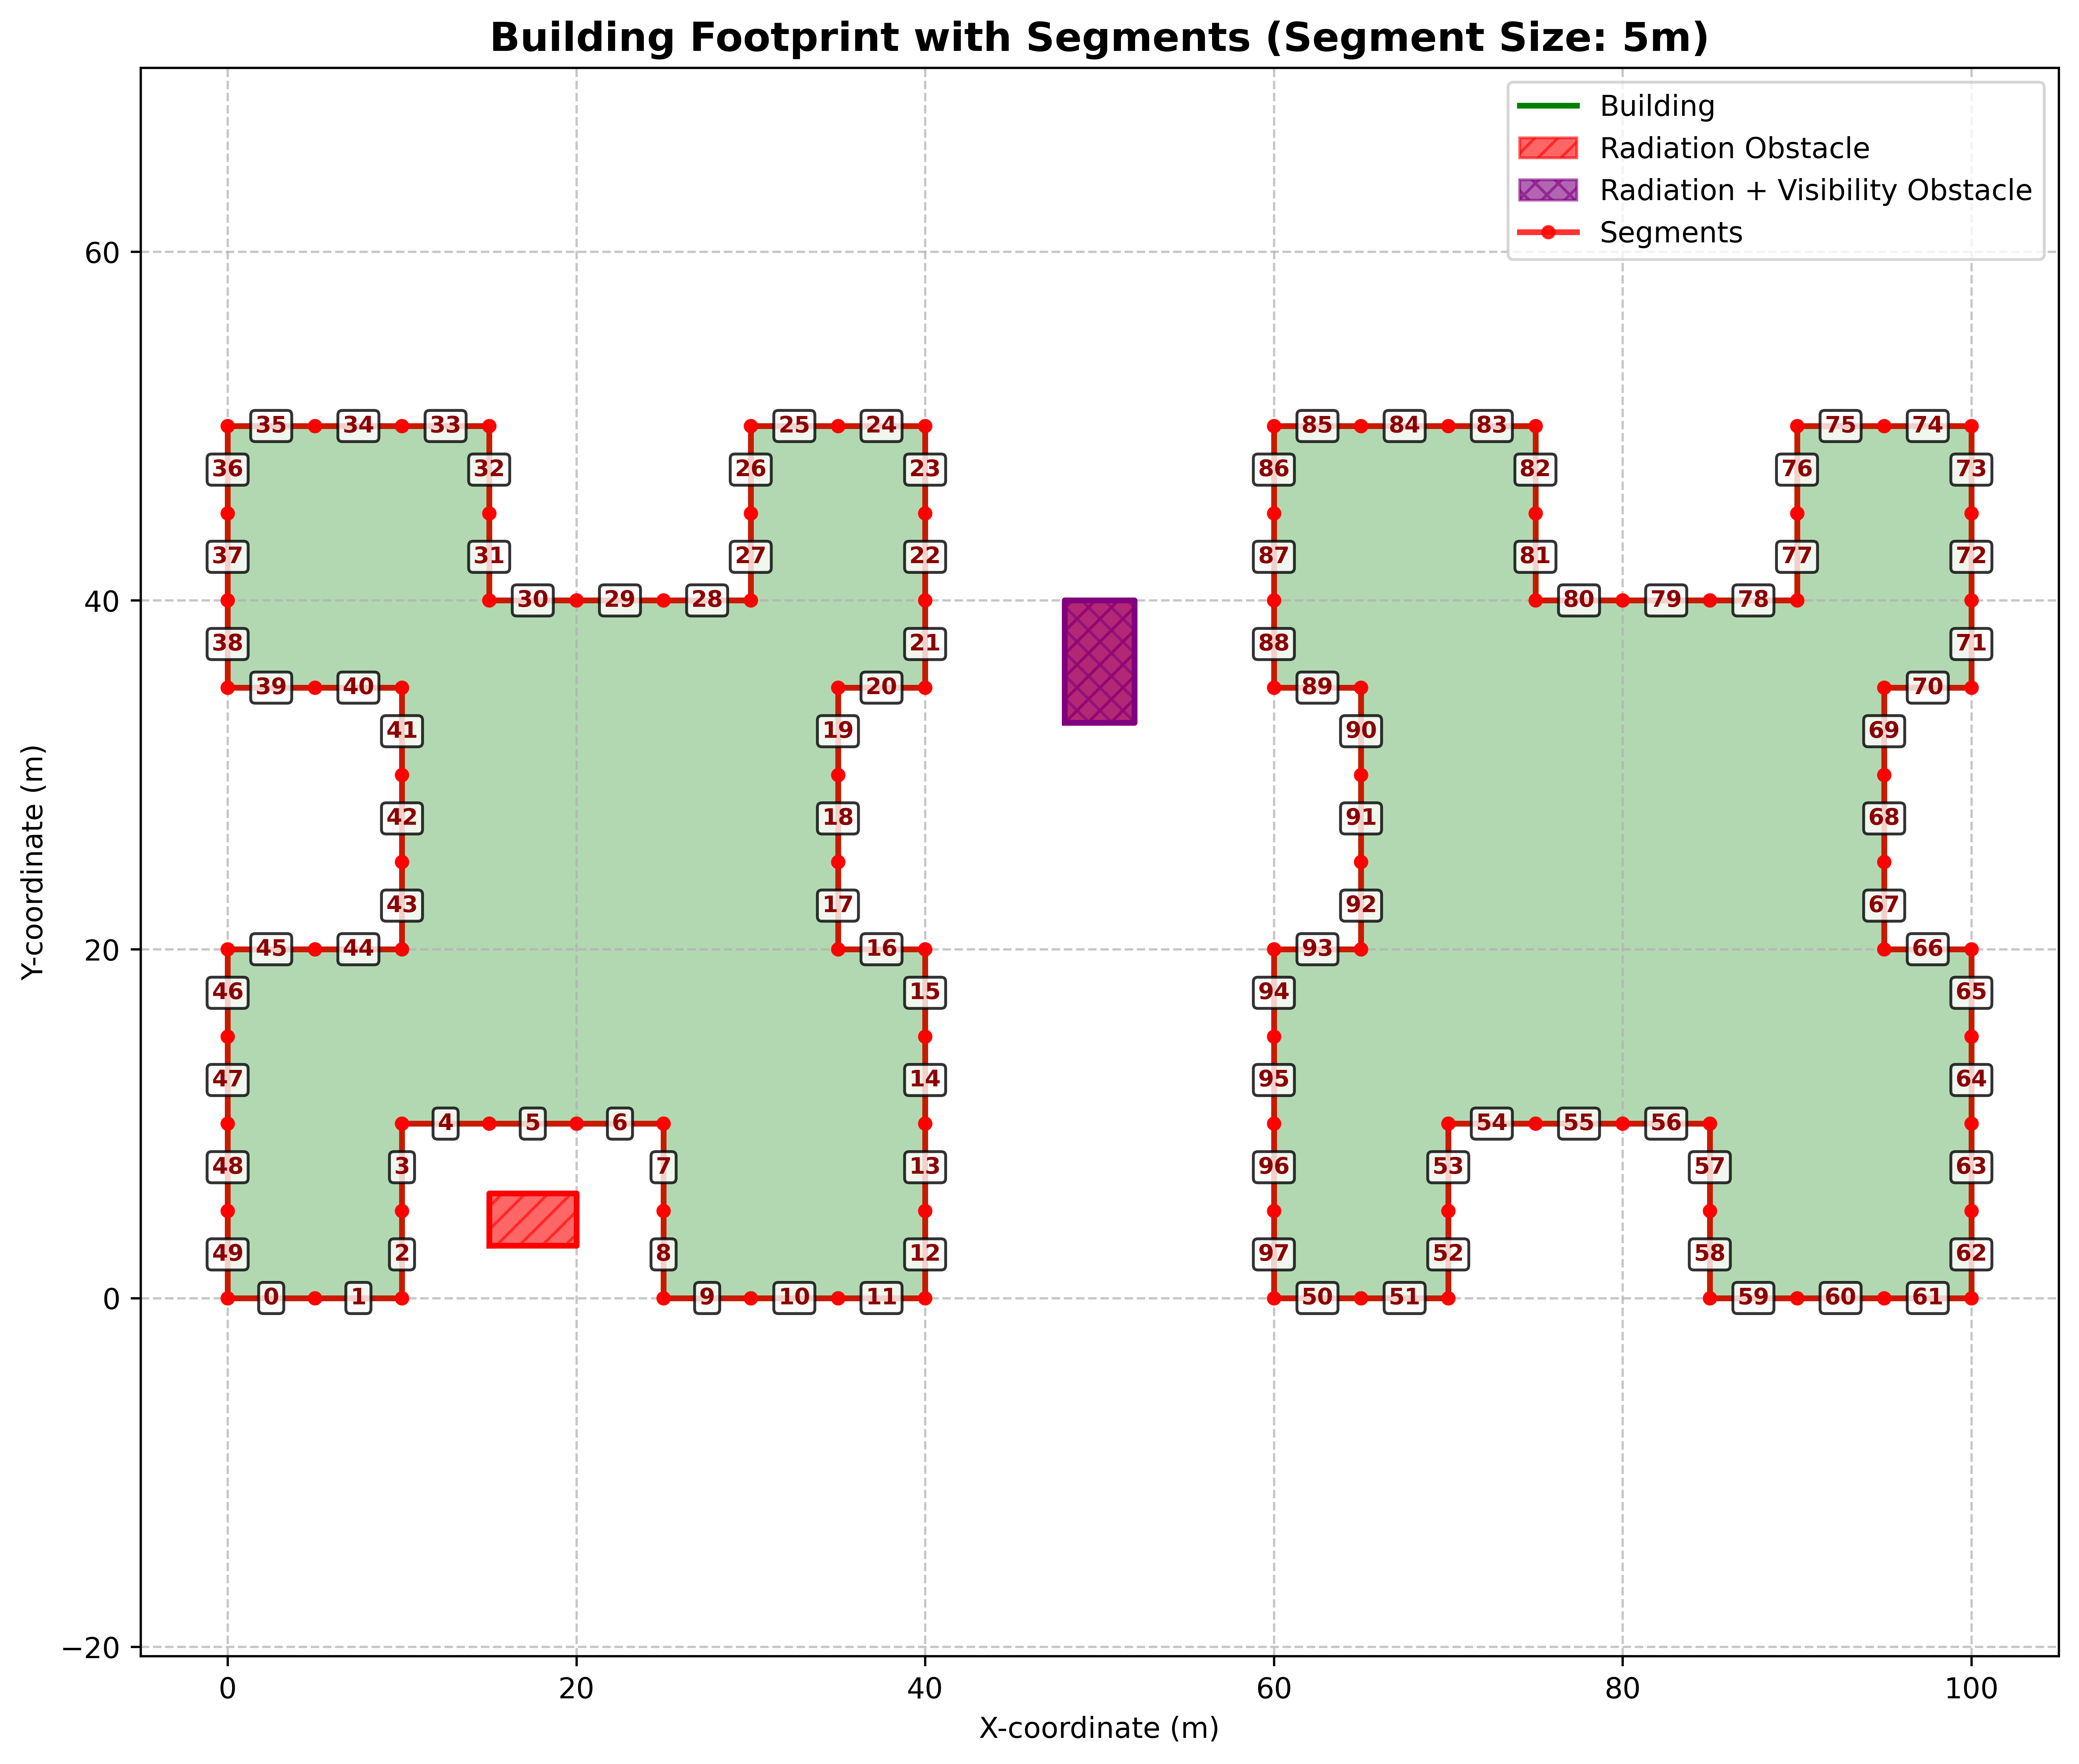 Building Footprint with Segments (Segment Size: 5m)
Building
Radiation Obstacle
Radiation + Visibility Obstacle
Segments
60
35 34 33 25 24 85 84 83 75 74
36 32 26 23 86 82 76 73
37 31 27 22 87 81 77 72
40 30 29 28 80 79 78
38 21 88 71
39 40 20 89 70
41 19 90 69
42 18 91 68
43 17 92 67
20 45 44 16 93 66
46 15 94 65
47 14 95 64
4 5 6 54 55 56
48 3 7 13 96 53 57 63
49 2 8 12 97 52 58 62
0 0 1 9 10 11 50 51 59 60 61
−20
0 20 40 60 80 100
X-coordinate (m)
Y-coordinate (m)